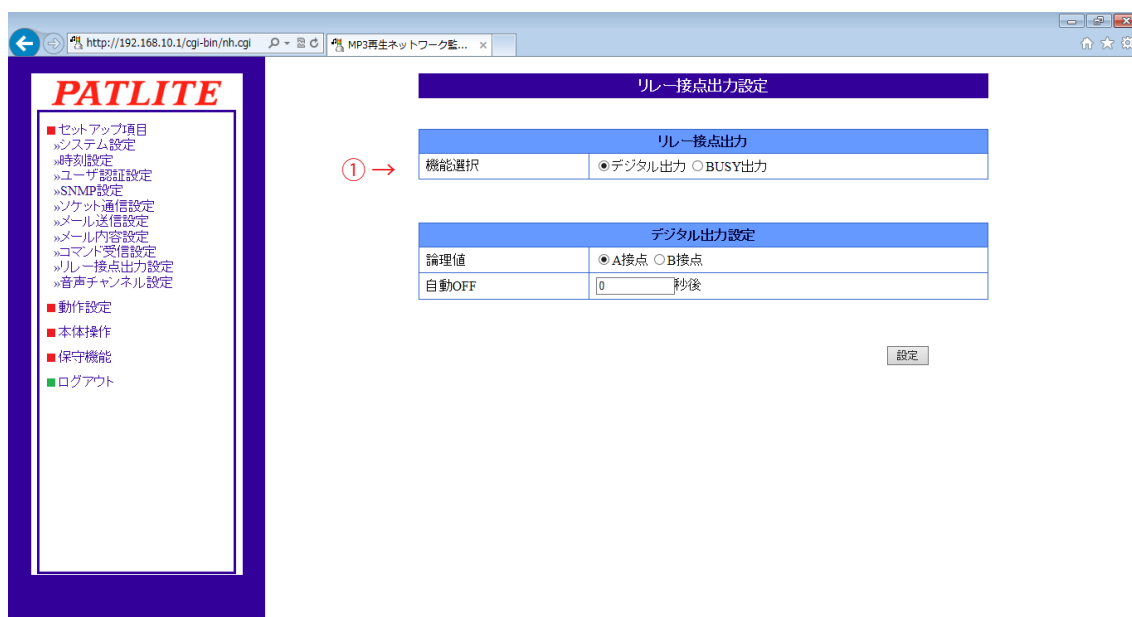 http://192.168.10.1/cgi-bin/nh.cgi
MP3再生ネットワーク監... ×
PATLITE
セットアップ項目
»システム設定
»時刻設定
»ユーザ認証設定
»SNMP設定
»ソケット通信設定
»メール送信設定
»メール内容設定
»コマンド受信設定
»リレー接点出力設定
»音声チャンネル設定
動作設定
本体操作
保守機能
ログアウト
リレー接点出力設定
リレー接点出力
①→ 機能選択 デジタル出力 BUSY出力
デジタル出力設定
論理値 A接点 B接点
自動OFF 0 秒後
設定